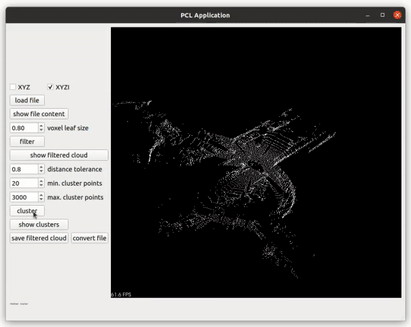 PCL Application
XYZ XYZI
load file
show file content
0.80 voxel leaf size
filter
show filtered cloud
0.8 distance tolerance
20 min. cluster points
3000 max. cluster points
cluster
show clusters
save filtered cloud convert file
61.6 FPS